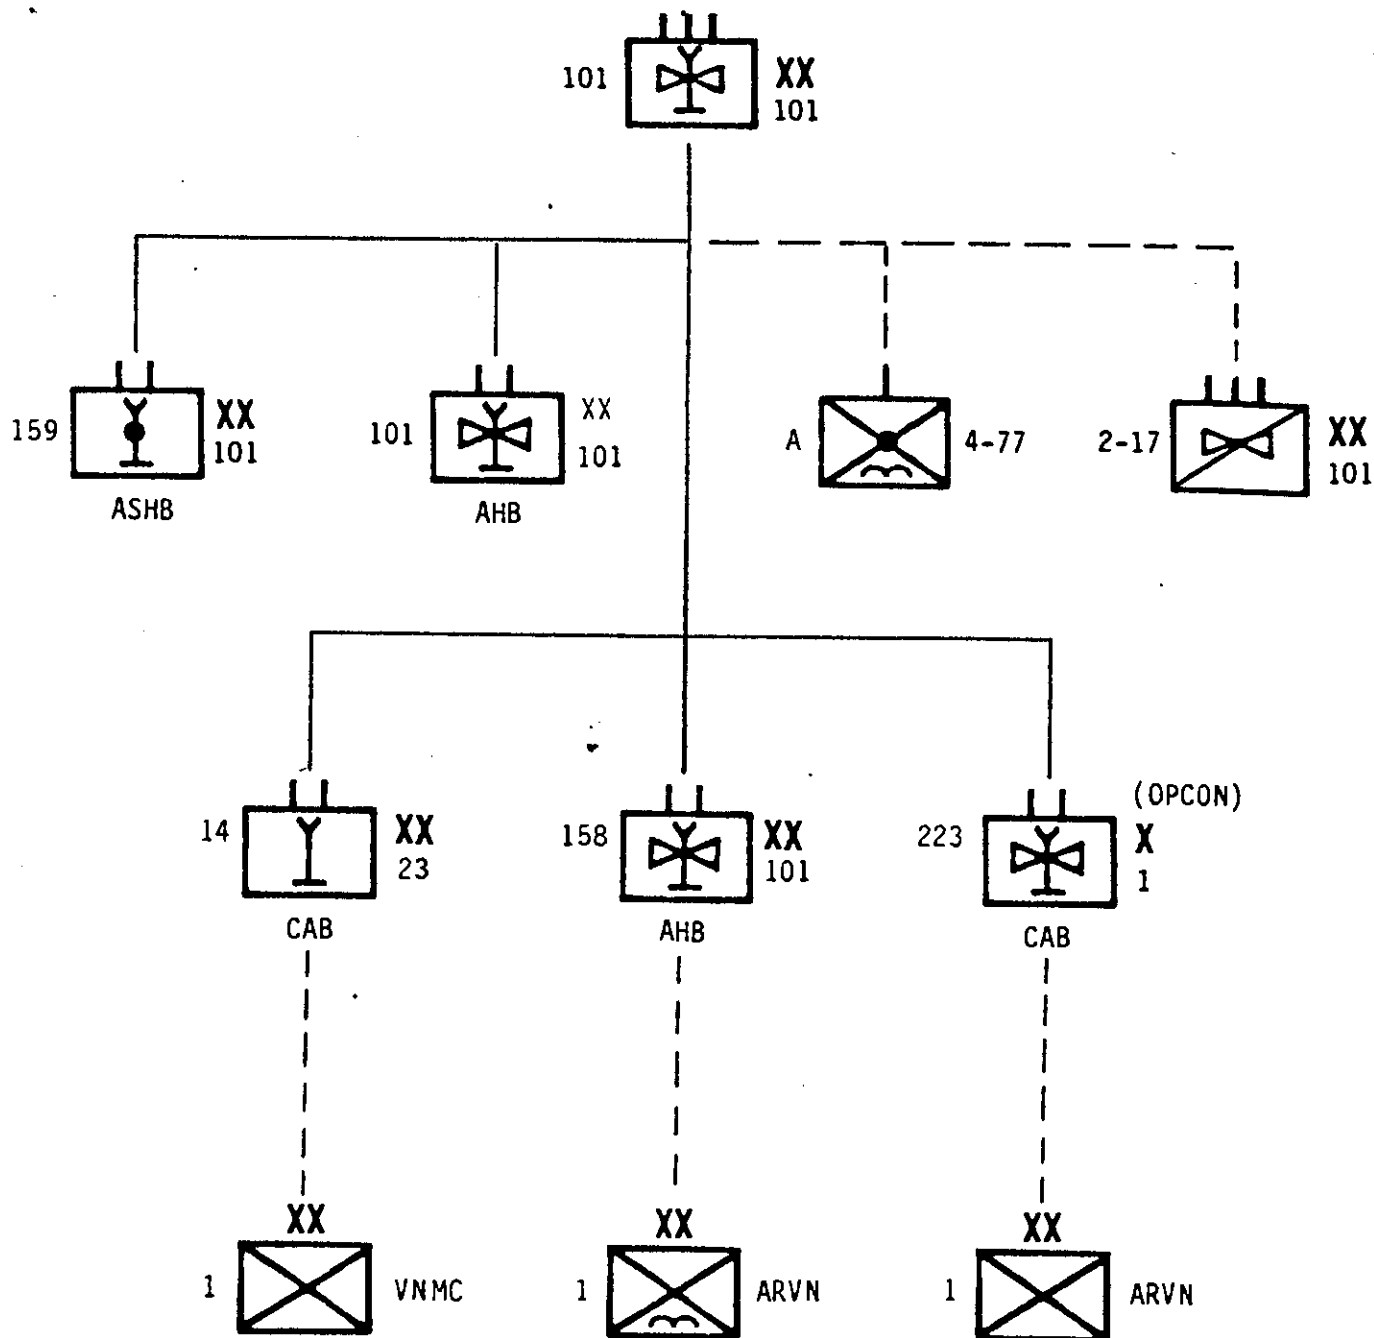 101
XX
101
159
XX
101
ASHB
101
XX
101
AHB
A
4-77
2-17
XX
101
14
XX
23
CAB
158
XX
101
AHB
223
(OPCON)
X
1
CAB
XX
1
VNMC
XX
1
ARVN
XX
1
ARVN